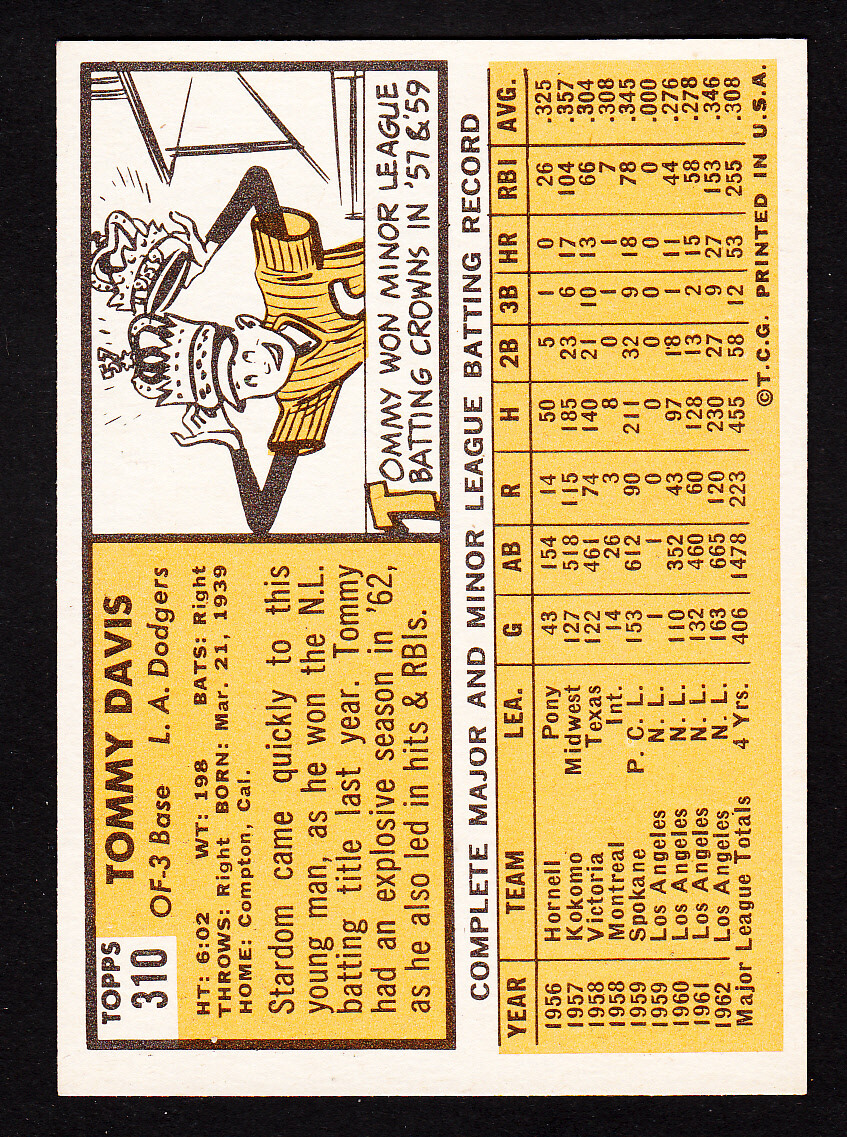 TOPPS
310
TOMMY DAVIS
OF-3 Base L. A. Dodgers
HT: 6:02 WT: 198 BATS: Right
THROWS: Right BORN: Mar. 21, 1939
HOME: Compton, Cal.
Stardom came quickly to this
young man, as he won the N.L.
batting title last year. Tommy
had an explosive season in '62,
as he also led in hits & RBIs.
'57
1959
TOMMY WON MINOR LEAGUE
BATTING CROWNS IN '57 & '59
COMPLETE MAJOR AND MINOR LEAGUE BATTING RECORD
YEAR TEAM LEA. G AB R H 2B 3B HR RBI AVG.
1956 Hornell Pony 43 154 14 50 5 1 0 26 .325
1957 Kokomo Midwest 127 518 115 185 23 6 17 104 .357
1958 Victoria Texas 122 461 74 140 21 10 13 66 .304
1958 Montreal Int. 14 26 3 8 0 1 1 7 .308
1959 Spokane P. C. L. 153 612 90 211 32 9 18 78 .345
1959 Los Angeles N. L. 1 1 0 0 0 0 0 0 .000
1960 Los Angeles N. L. 110 352 43 97 18 1 11 44 .276
1961 Los Angeles N. L. 132 460 60 128 13 2 15 58 .278
1962 Los Angeles N. L. 163 665 120 230 27 9 27 153 .346
Major League Totals 4 Yrs. 406 1478 223 455 58 12 53 255 .308
©T.C.G. PRINTED IN U.S.A.